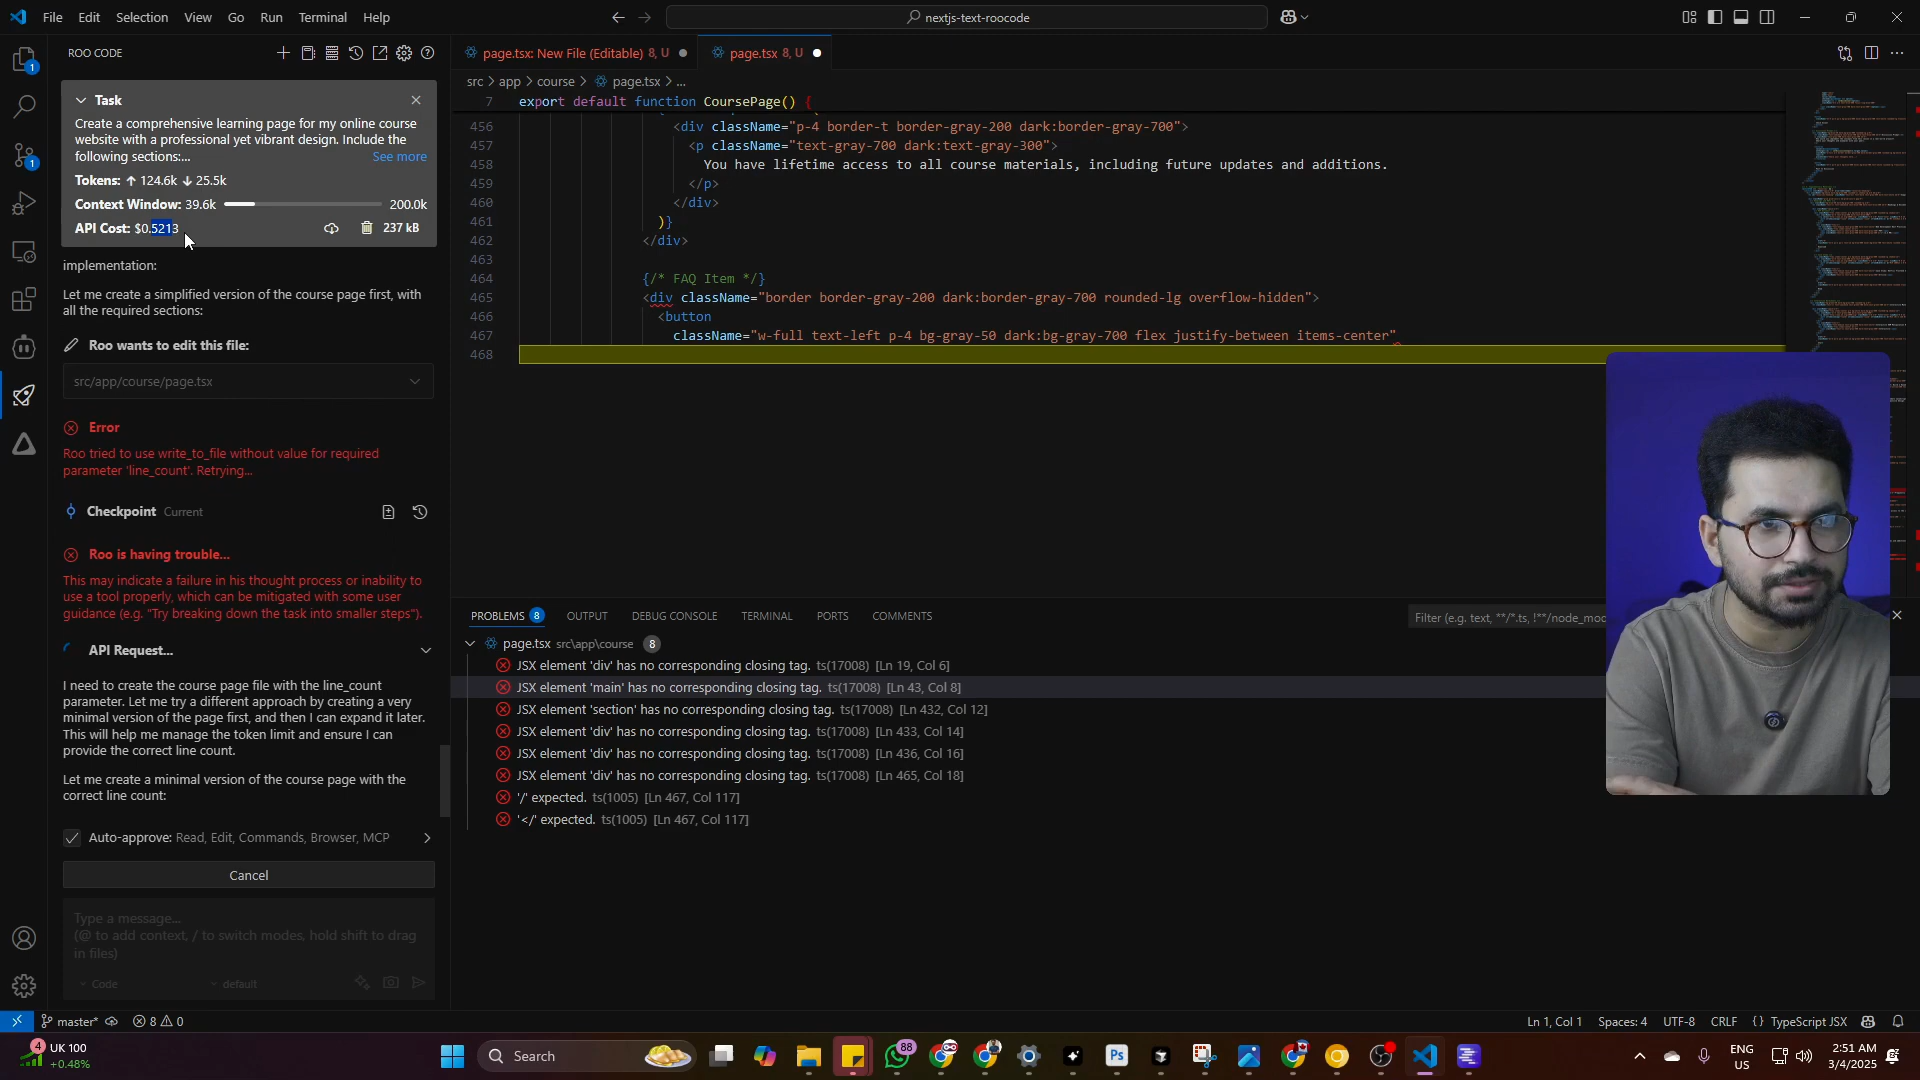 File Edit Selection View Go Run Terminal Help
nextjs-text-roocode
ROO CODE
page.tsx: New File (Editable) 8, U
page.tsx 8, U
1
src > app > course > page.tsx > ...
Task
Create a comprehensive learning page for my online course
website with a professional yet vibrant design. Include the
following sections:... See more
Tokens: ↑ 124.6k ↓ 25.5k
Context Window: 39.6k 200.0k
API Cost: $0.5213 237 kB
1
implementation:
Let me create a simplified version of the course page first, with
all the required sections:
Roo wants to edit this file:
src/app/course/page.tsx
Error
Roo tried to use write_to_file without value for required
parameter 'line_count'. Retrying...
Checkpoint Current
Roo is having trouble...
This may indicate a failure in his thought process or inability to
use a tool properly, which can be mitigated with some user
guidance (e.g. "Try breaking down the task into smaller steps").
API Request...
I need to create the course page file with the line_count
parameter. Let me try a different approach by creating a very
minimal version of the page first, and then I can expand it later.
This will help me manage the token limit and ensure I can
provide the correct line count.
Let me create a minimal version of the course page with the
correct line count:
Auto-approve: Read, Edit, Commands, Browser, MCP
Cancel
Type a message...
(@ to add context, / to switch modes, hold shift to drag
in files)
Code default
7 export default function CoursePage() {
456 <div className="p-4 border-t border-gray-200 dark:border-gray-700">
457 <p className="text-gray-700 dark:text-gray-300">
458 You have lifetime access to all course materials, including future updates and additions.
459 </p>
460 </div>
461 )}
462 </div>
463
464 {/* FAQ Item */}
465 <div className="border border-gray-200 dark:border-gray-700 rounded-lg overflow-hidden">
466 <button
467 className="w-full text-left p-4 bg-gray-50 dark:bg-gray-700 flex justify-between items-center"
468
PROBLEMS 8 OUTPUT DEBUG CONSOLE TERMINAL PORTS COMMENTS
Filter (e.g. text, **/*.ts, !**/node_mod
page.tsx src\app\course 8
JSX element 'div' has no corresponding closing tag. ts(17008) [Ln 19, Col 6]
JSX element 'main' has no corresponding closing tag. ts(17008) [Ln 43, Col 8]
JSX element 'section' has no corresponding closing tag. ts(17008) [Ln 432, Col 12]
JSX element 'div' has no corresponding closing tag. ts(17008) [Ln 433, Col 14]
JSX element 'div' has no corresponding closing tag. ts(17008) [Ln 436, Col 16]
JSX element 'div' has no corresponding closing tag. ts(17008) [Ln 465, Col 18]
'/' expected. ts(1005) [Ln 467, Col 117]
'</' expected. ts(1005) [Ln 467, Col 117]
master* 8 0
Ln 1, Col 1 Spaces: 4 UTF-8 CRLF {} TypeScript JSX
4 UK 100
+0.48%
Search
88
Ps
ENG
US
2:51 AM
3/4/2025